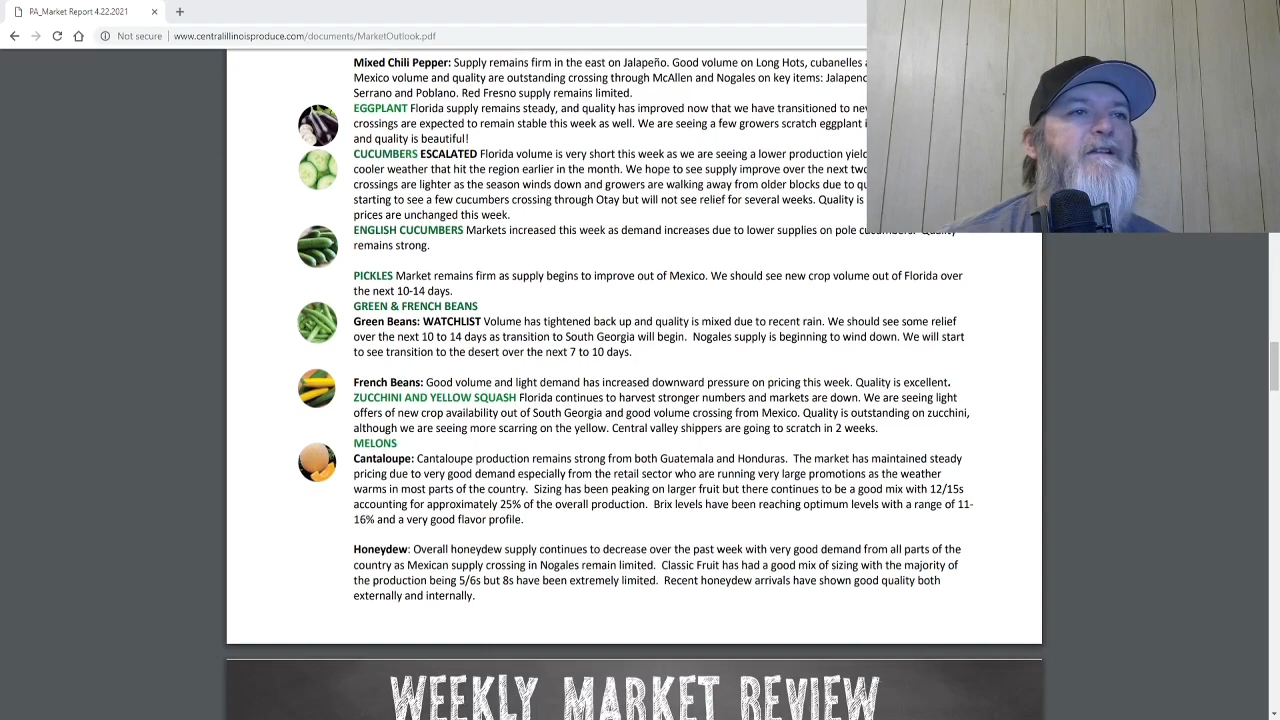 PA_Market Report 4.22.2021
Not secure | www.centralillinoisproduce.com/documents/MarketOutlook.pdf
Mixed Chili Pepper: Supply remains firm in the east on Jalapeño. Good volume on Long Hots, cubanelles
Mexico volume and quality are outstanding crossing through McAllen and Nogales on key items:
Serrano and Poblano. Red Fresno supply remains limited.
EGGPLANT Florida supply remains steady, and quality has improved now that we have transitioned to
crossings are expected to remain stable this week as well. We are seeing a few growers scratch eggplant
and quality is beautiful!
CUCUMBERS ESCALATED Florida volume is very short this week as we are seeing a lower production
cooler weather that hit the region earlier in the month. We hope to see supply improve over the next two
crossings are lighter as the season winds down and growers are walking away from older blocks due to
starting to see a few cucumbers crossing through Otay but will not see relief for several weeks. Quality is
prices are unchanged this week.
ENGLISH CUCUMBERS Markets increased this week as demand increases due to lower supplies on pole
remains strong.
PICKLES Market remains firm as supply begins to improve out of Mexico. We should see new crop volume out of Florida over
the next 10-14 days.
GREEN & FRENCH BEANS
Green Beans: WATCHLIST Volume has tightened back up and quality is mixed due to recent rain. We should see some relief
over the next 10 to 14 days as transition to South Georgia will begin. Nogales supply is beginning to wind down. We will start
to see transition to the desert over the next 7 to 10 days.
French Beans: Good volume and light demand has increased downward pressure on pricing this week. Quality is excellent.
ZUCCHINI AND YELLOW SQUASH Florida continues to harvest stronger numbers and markets are down. We are seeing light
offers of new crop availability out of South Georgia and good volume crossing from Mexico. Quality is outstanding on zucchini,
although we are seeing more scarring on the yellow. Central valley shippers are going to scratch in 2 weeks.
MELONS
Cantaloupe: Cantaloupe production remains strong from both Guatemala and Honduras. The market has maintained steady
pricing due to very good demand especially from the retail sector who are running very large promotions as the weather
warms in most parts of the country. Sizing has been peaking on larger fruit but there continues to be a good mix with 12/15s
accounting for approximately 25% of the overall production. Brix levels have been reaching optimum levels with a range of 11-
16% and a very good flavor profile.
Honeydew: Overall honeydew supply continues to decrease over the past week with very good demand from all parts of the
country as Mexican supply crossing in Nogales remain limited. Classic Fruit has had a good mix of sizing with the majority of
the production being 5/6s but 8s have been extremely limited. Recent honeydew arrivals have shown good quality both
externally and internally.
WEEKLY MARKET REVIEW